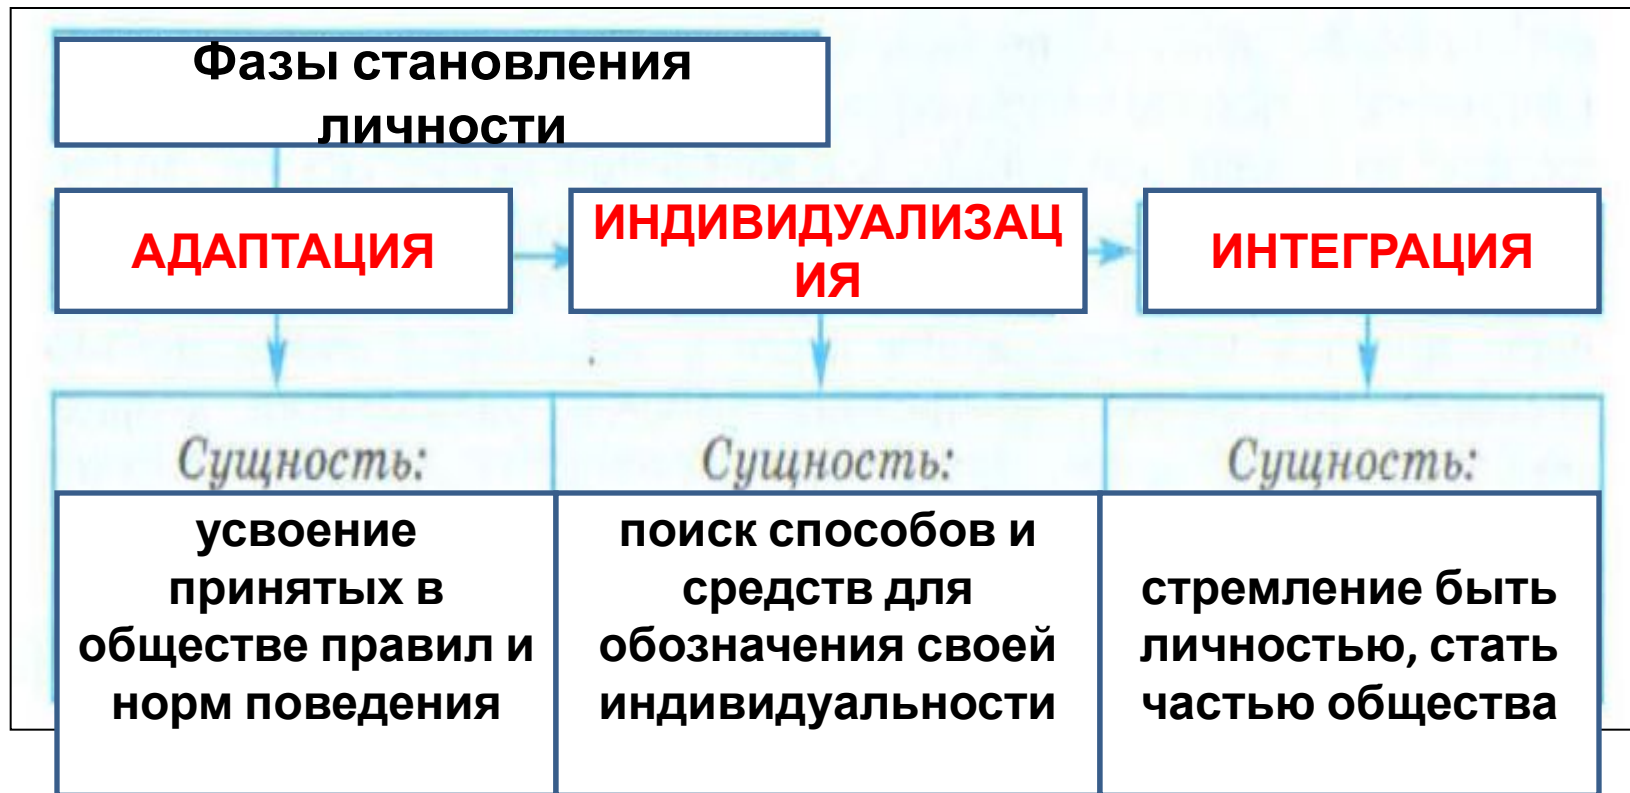 Фазы становления
личности
АДАПТАЦИЯ
ИНДИВИДУАЛИЗАЦ
ИЯ
ИНТЕГРАЦИЯ
Сущность:
усвоение
принятых в
обществе правил и
норм поведения
Сущность:
поиск способов и
средств для
обозначения своей
индивидуальности
Сущность:
стремление быть
личностью, стать
частью общества